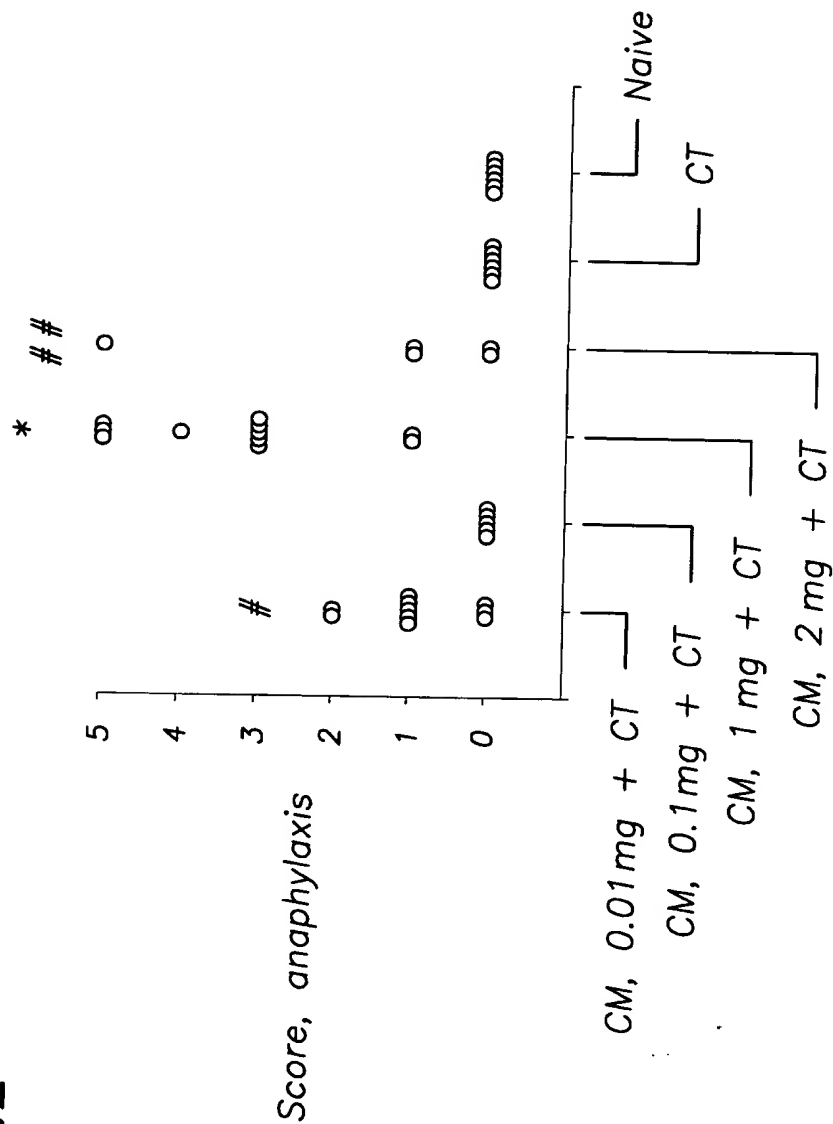 *
# #
#
5
4
3
2
1
0
Score, anaphylaxis
Naive
CT
CM, 0.01mg + CT
CM, 0.1mg + CT
CM, 1 mg + CT
CM, 2 mg + CT